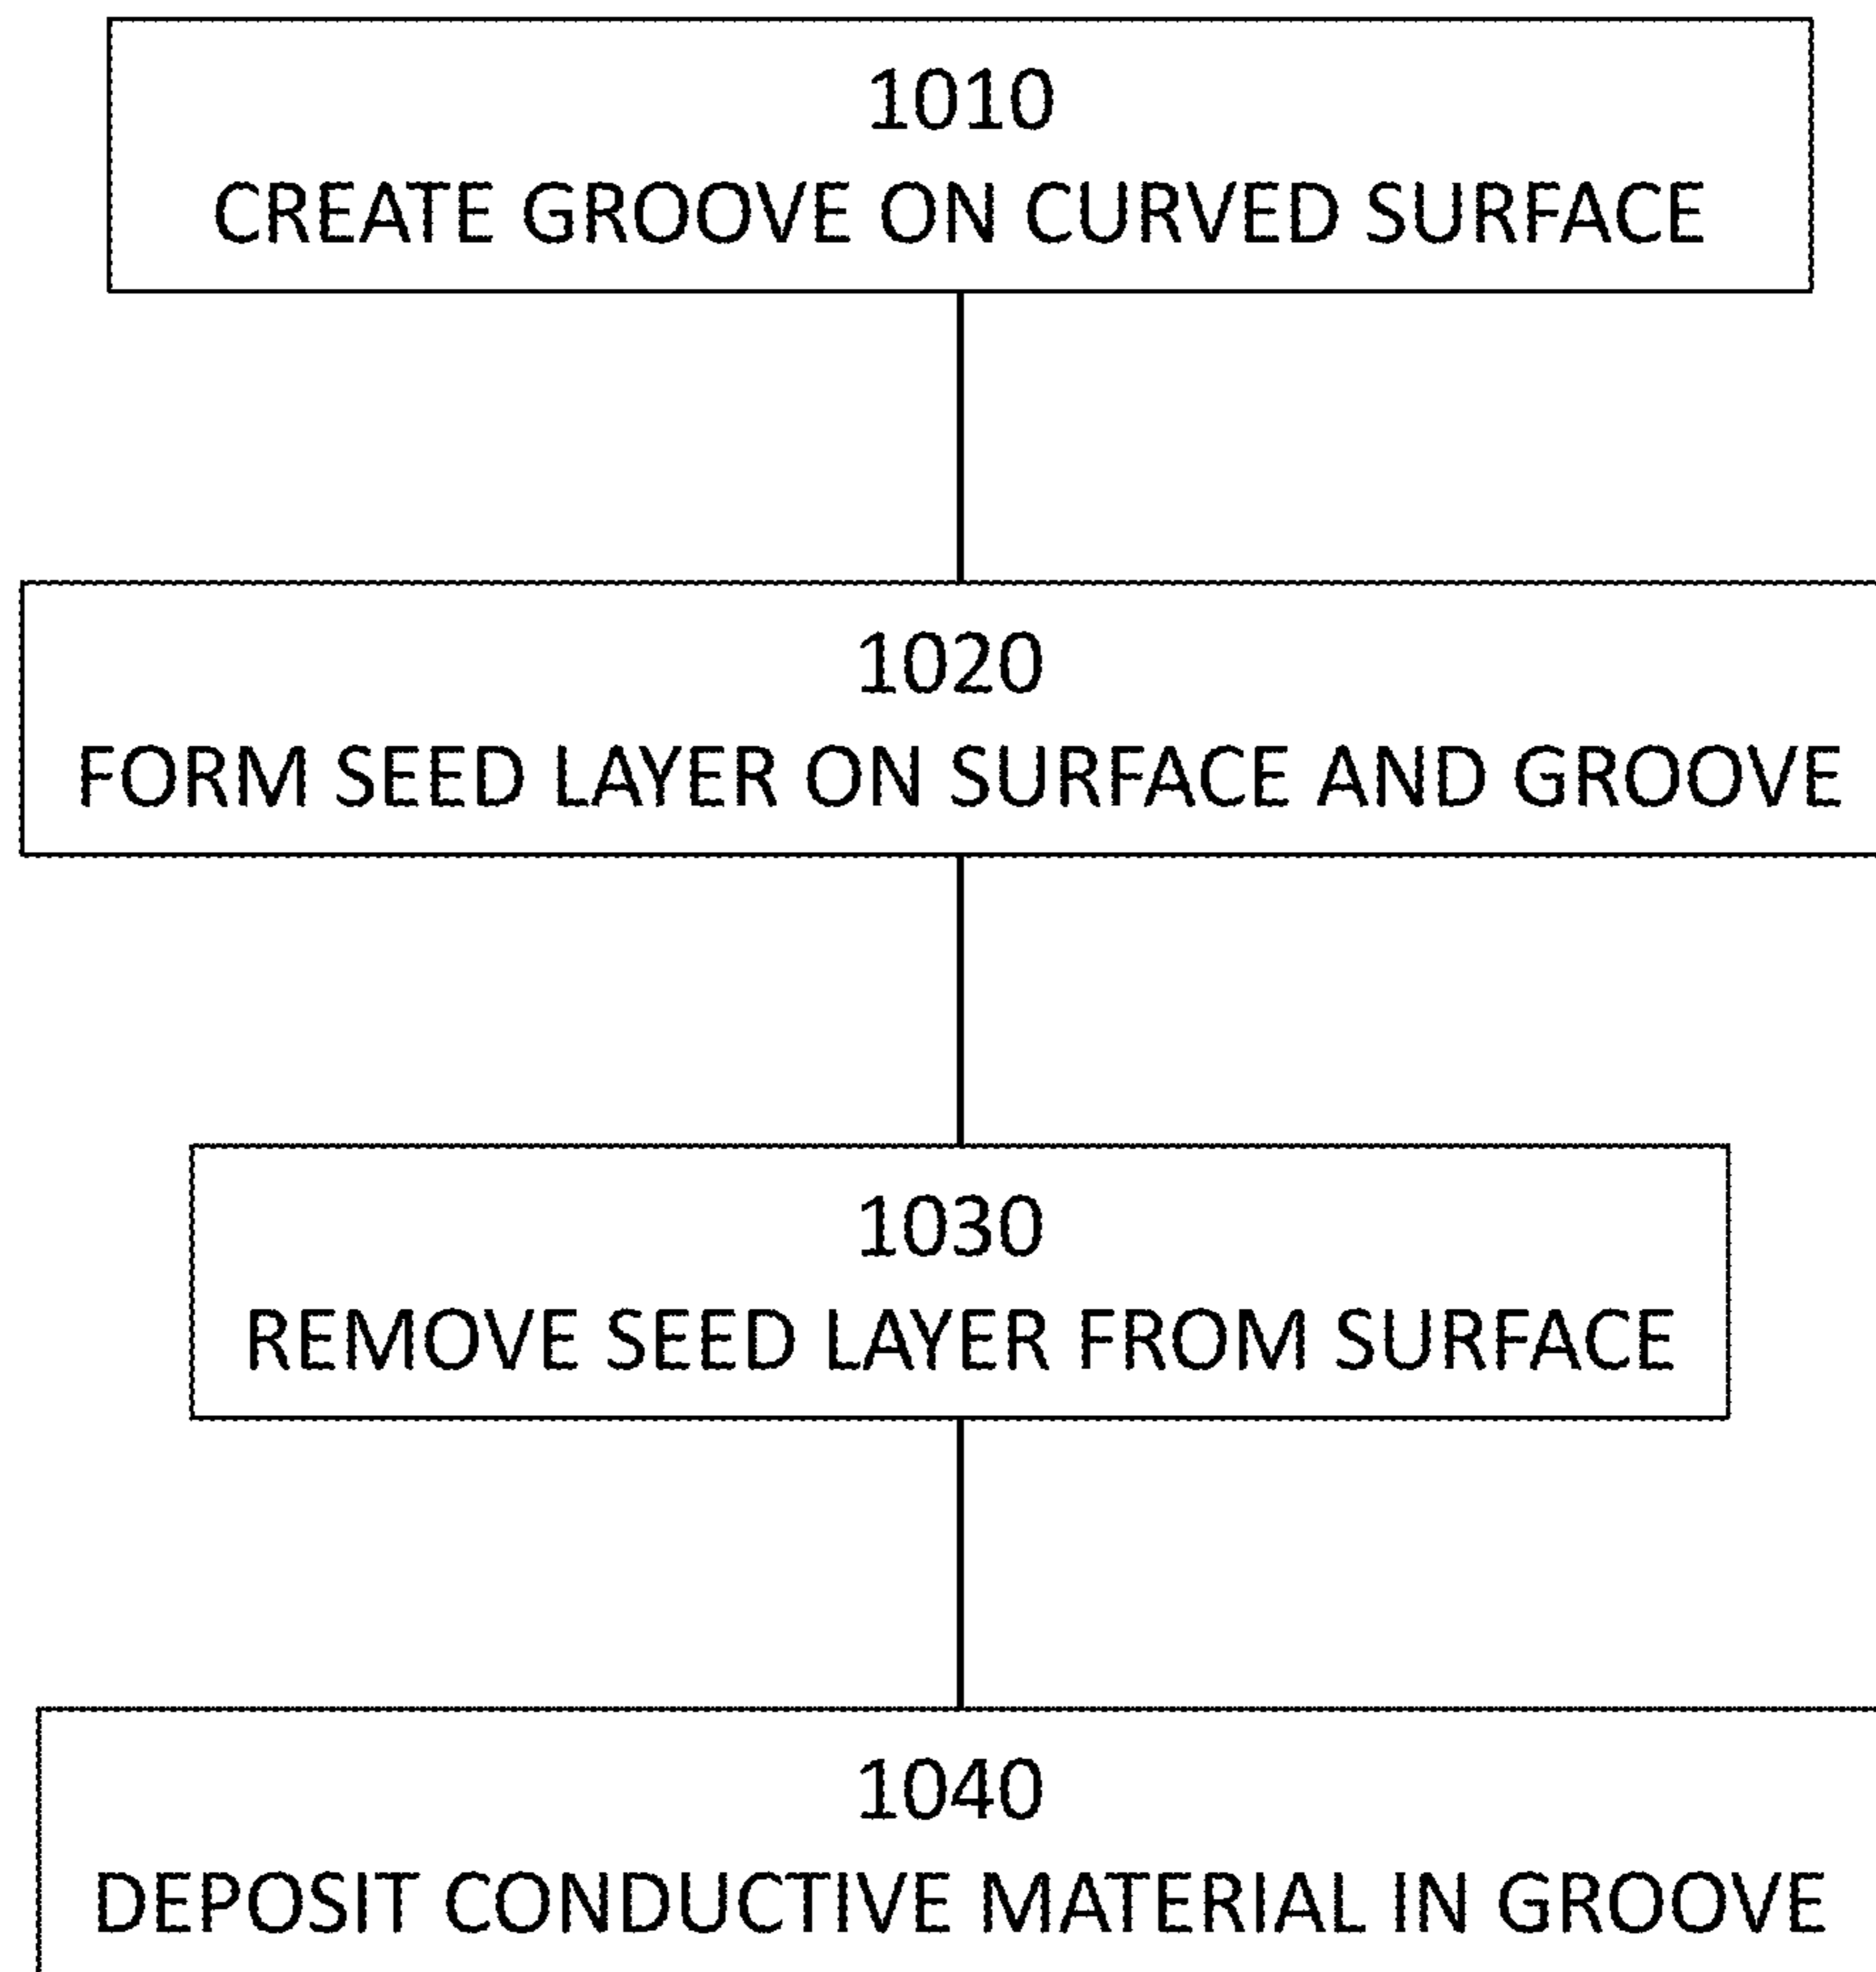 1010
CREATE GROOVE ON CURVED SURFACE
1020
FORM SEED LAYER ON SURFACE AND GROOVE
1030
REMOVE SEED LAYER FROM SURFACE
1040
DEPOSIT CONDUCTIVE MATERIAL IN GROOVE